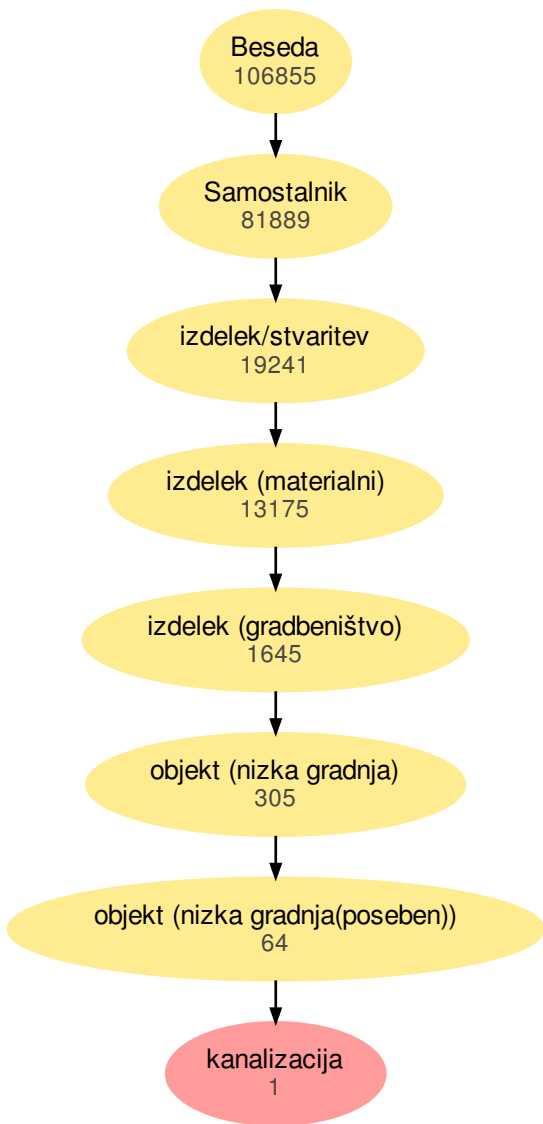 Beseda
106855
Samostalnik
81889
izdelek/stvaritev
19241
izdelek (materialni)
13175
izdelek (gradbeništvo)
1645
objekt (nizka gradnja)
305
objekt (nizka gradnja(poseben))
64
kanalizacija
1